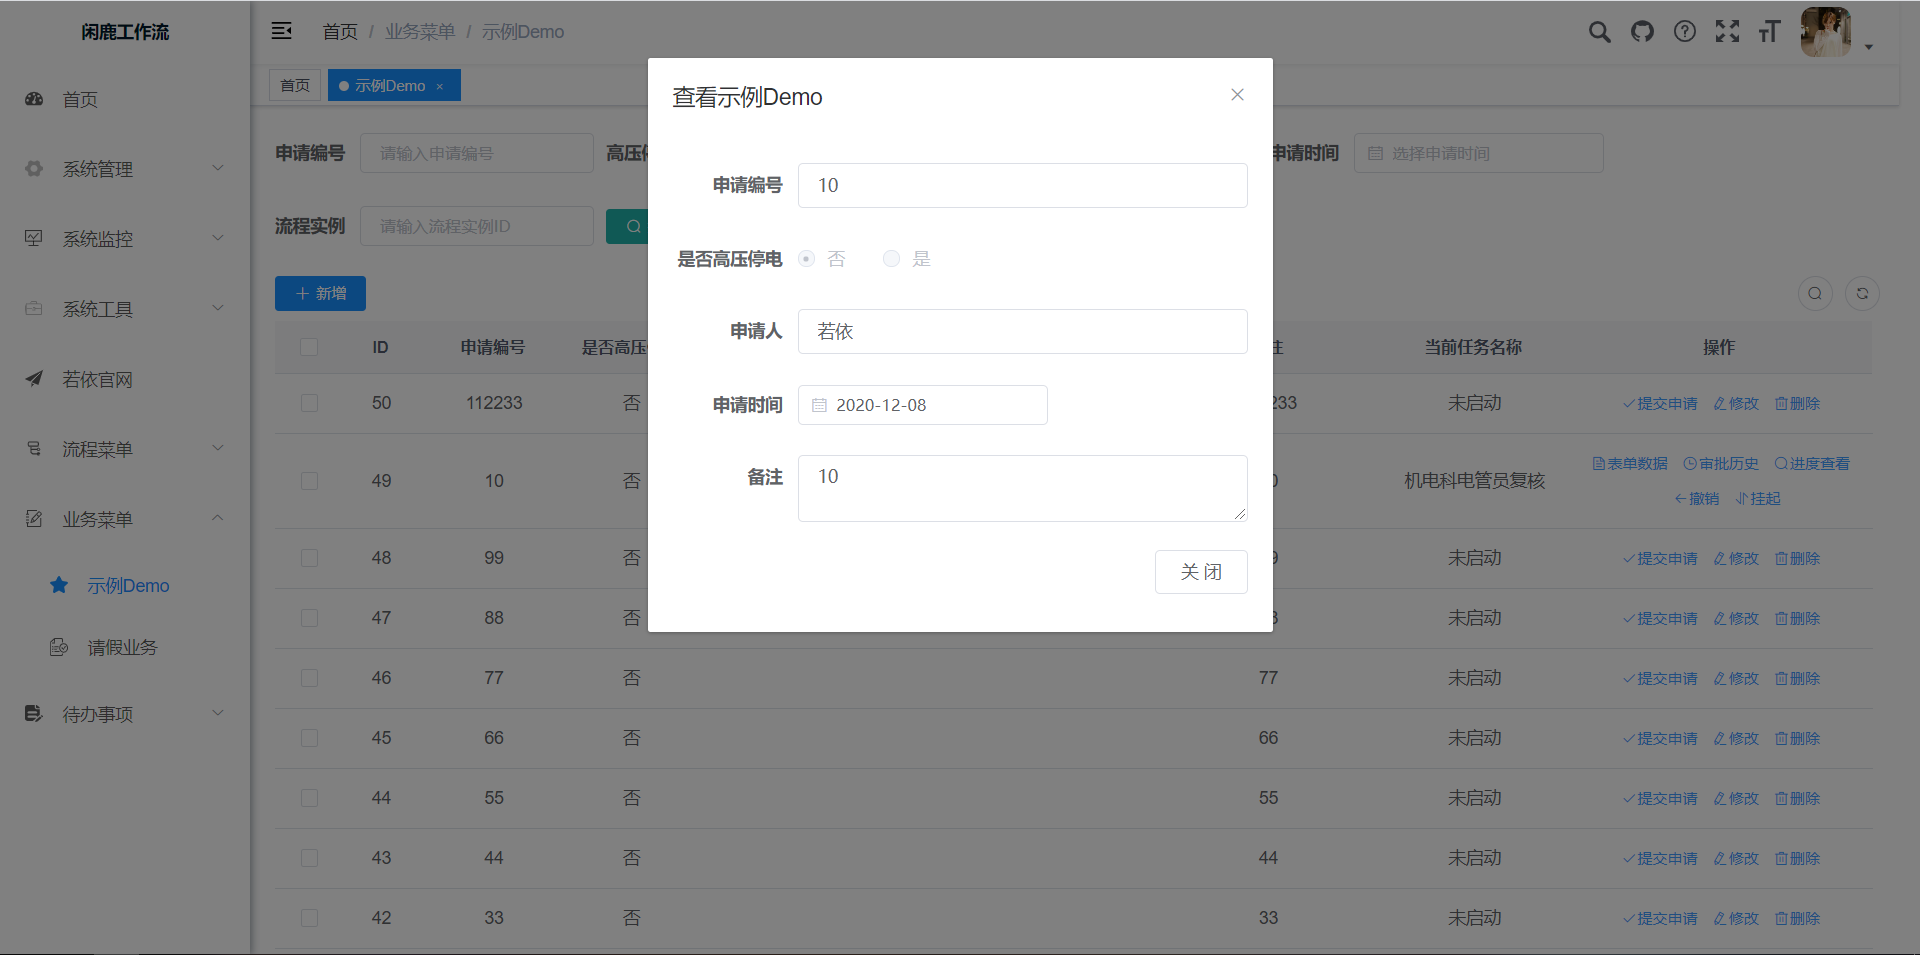 闲鹿工作流
首页 / 业务菜单 / 示例Demo
首页
示例Demo ×
首页
系统管理
系统监控
系统工具
若依官网
流程菜单
业务菜单
示例Demo
请假业务
待办事项
申请编号 请输入申请编号 高压 申请时间 选择申请时间
流程实例 请输入流程实例ID
新增
查看示例Demo
申请编号 10
是否高压停电 否 是
申请人 若依
申请时间 2020-12-08
备注 10
关 闭
ID 申请编号 是否高压 当前任务名称 操作
50 112233 否 233 未启动 提交申请 修改 删除
49 10 否 0 机电科电管员复核 表单数据 审批历史 进度查看
撤销 挂起
48 99 否 9 未启动 提交申请 修改 删除
47 88 否 未启动 提交申请 修改 删除
46 77 否 77 未启动 提交申请 修改 删除
45 66 否 66 未启动 提交申请 修改 删除
44 55 否 55 未启动 提交申请 修改 删除
43 44 否 44 未启动 提交申请 修改 删除
42 33 否 33 未启动 提交申请 修改 删除